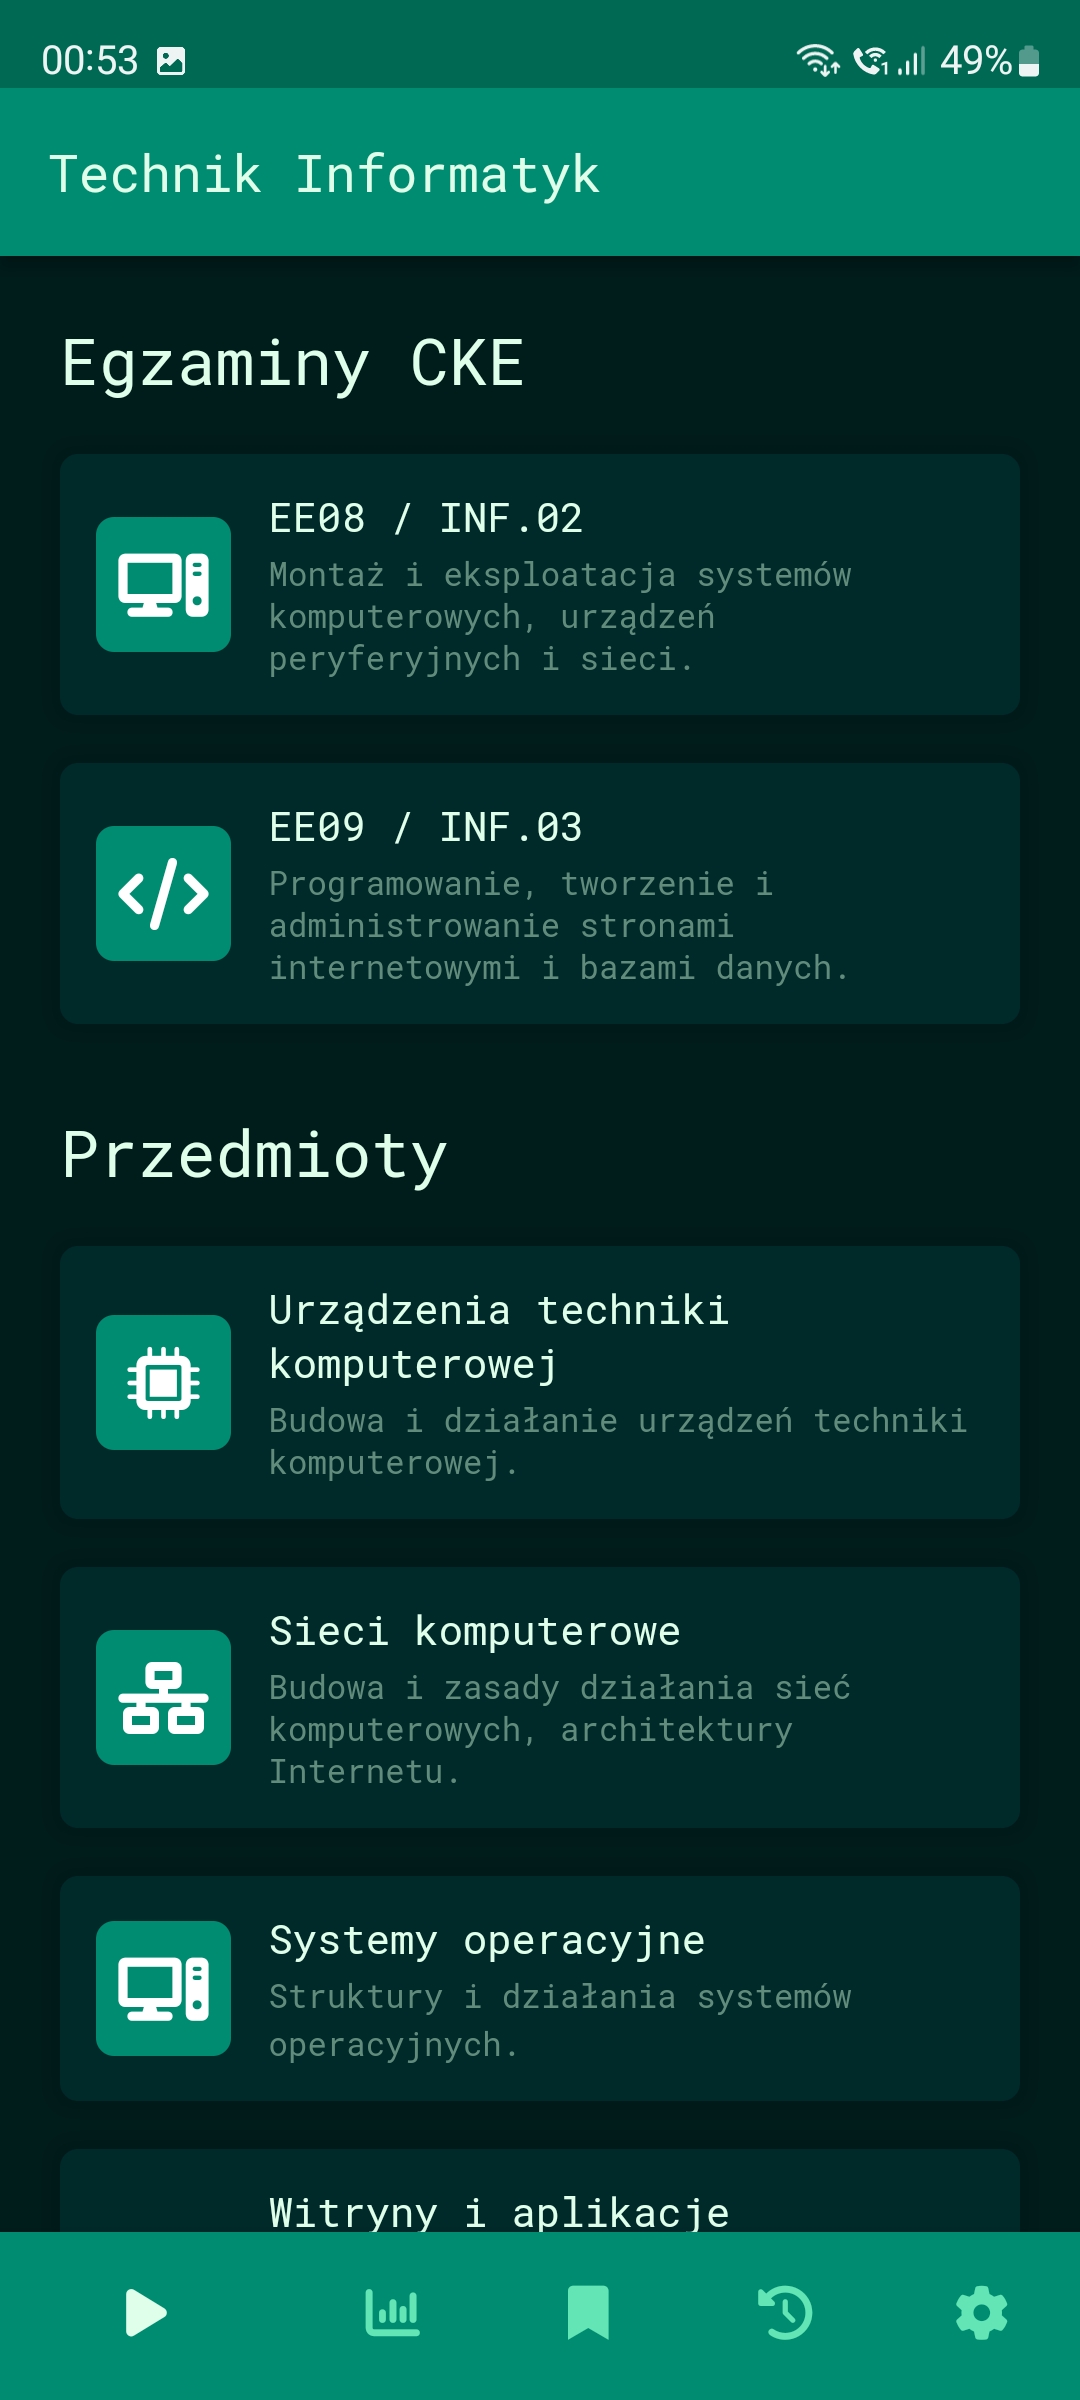 00:53
49%
Technik Informatyk
Egzaminy CKE
EE08 / INF.02
Montaż i eksploatacja systemów
komputerowych, urządzeń
peryferyjnych i sieci.
EE09 / INF.03
Programowanie, tworzenie i
administrowanie stronami
internetowymi i bazami danych.
Przedmioty
Urządzenia techniki
komputerowej
Budowa i działanie urządzeń techniki
komputerowej.
Sieci komputerowe
Budowa i zasady działania sieć
komputerowych, architektury
Internetu.
Systemy operacyjne
Struktury i działania systemów
operacyjnych.
Witryny i aplikacje